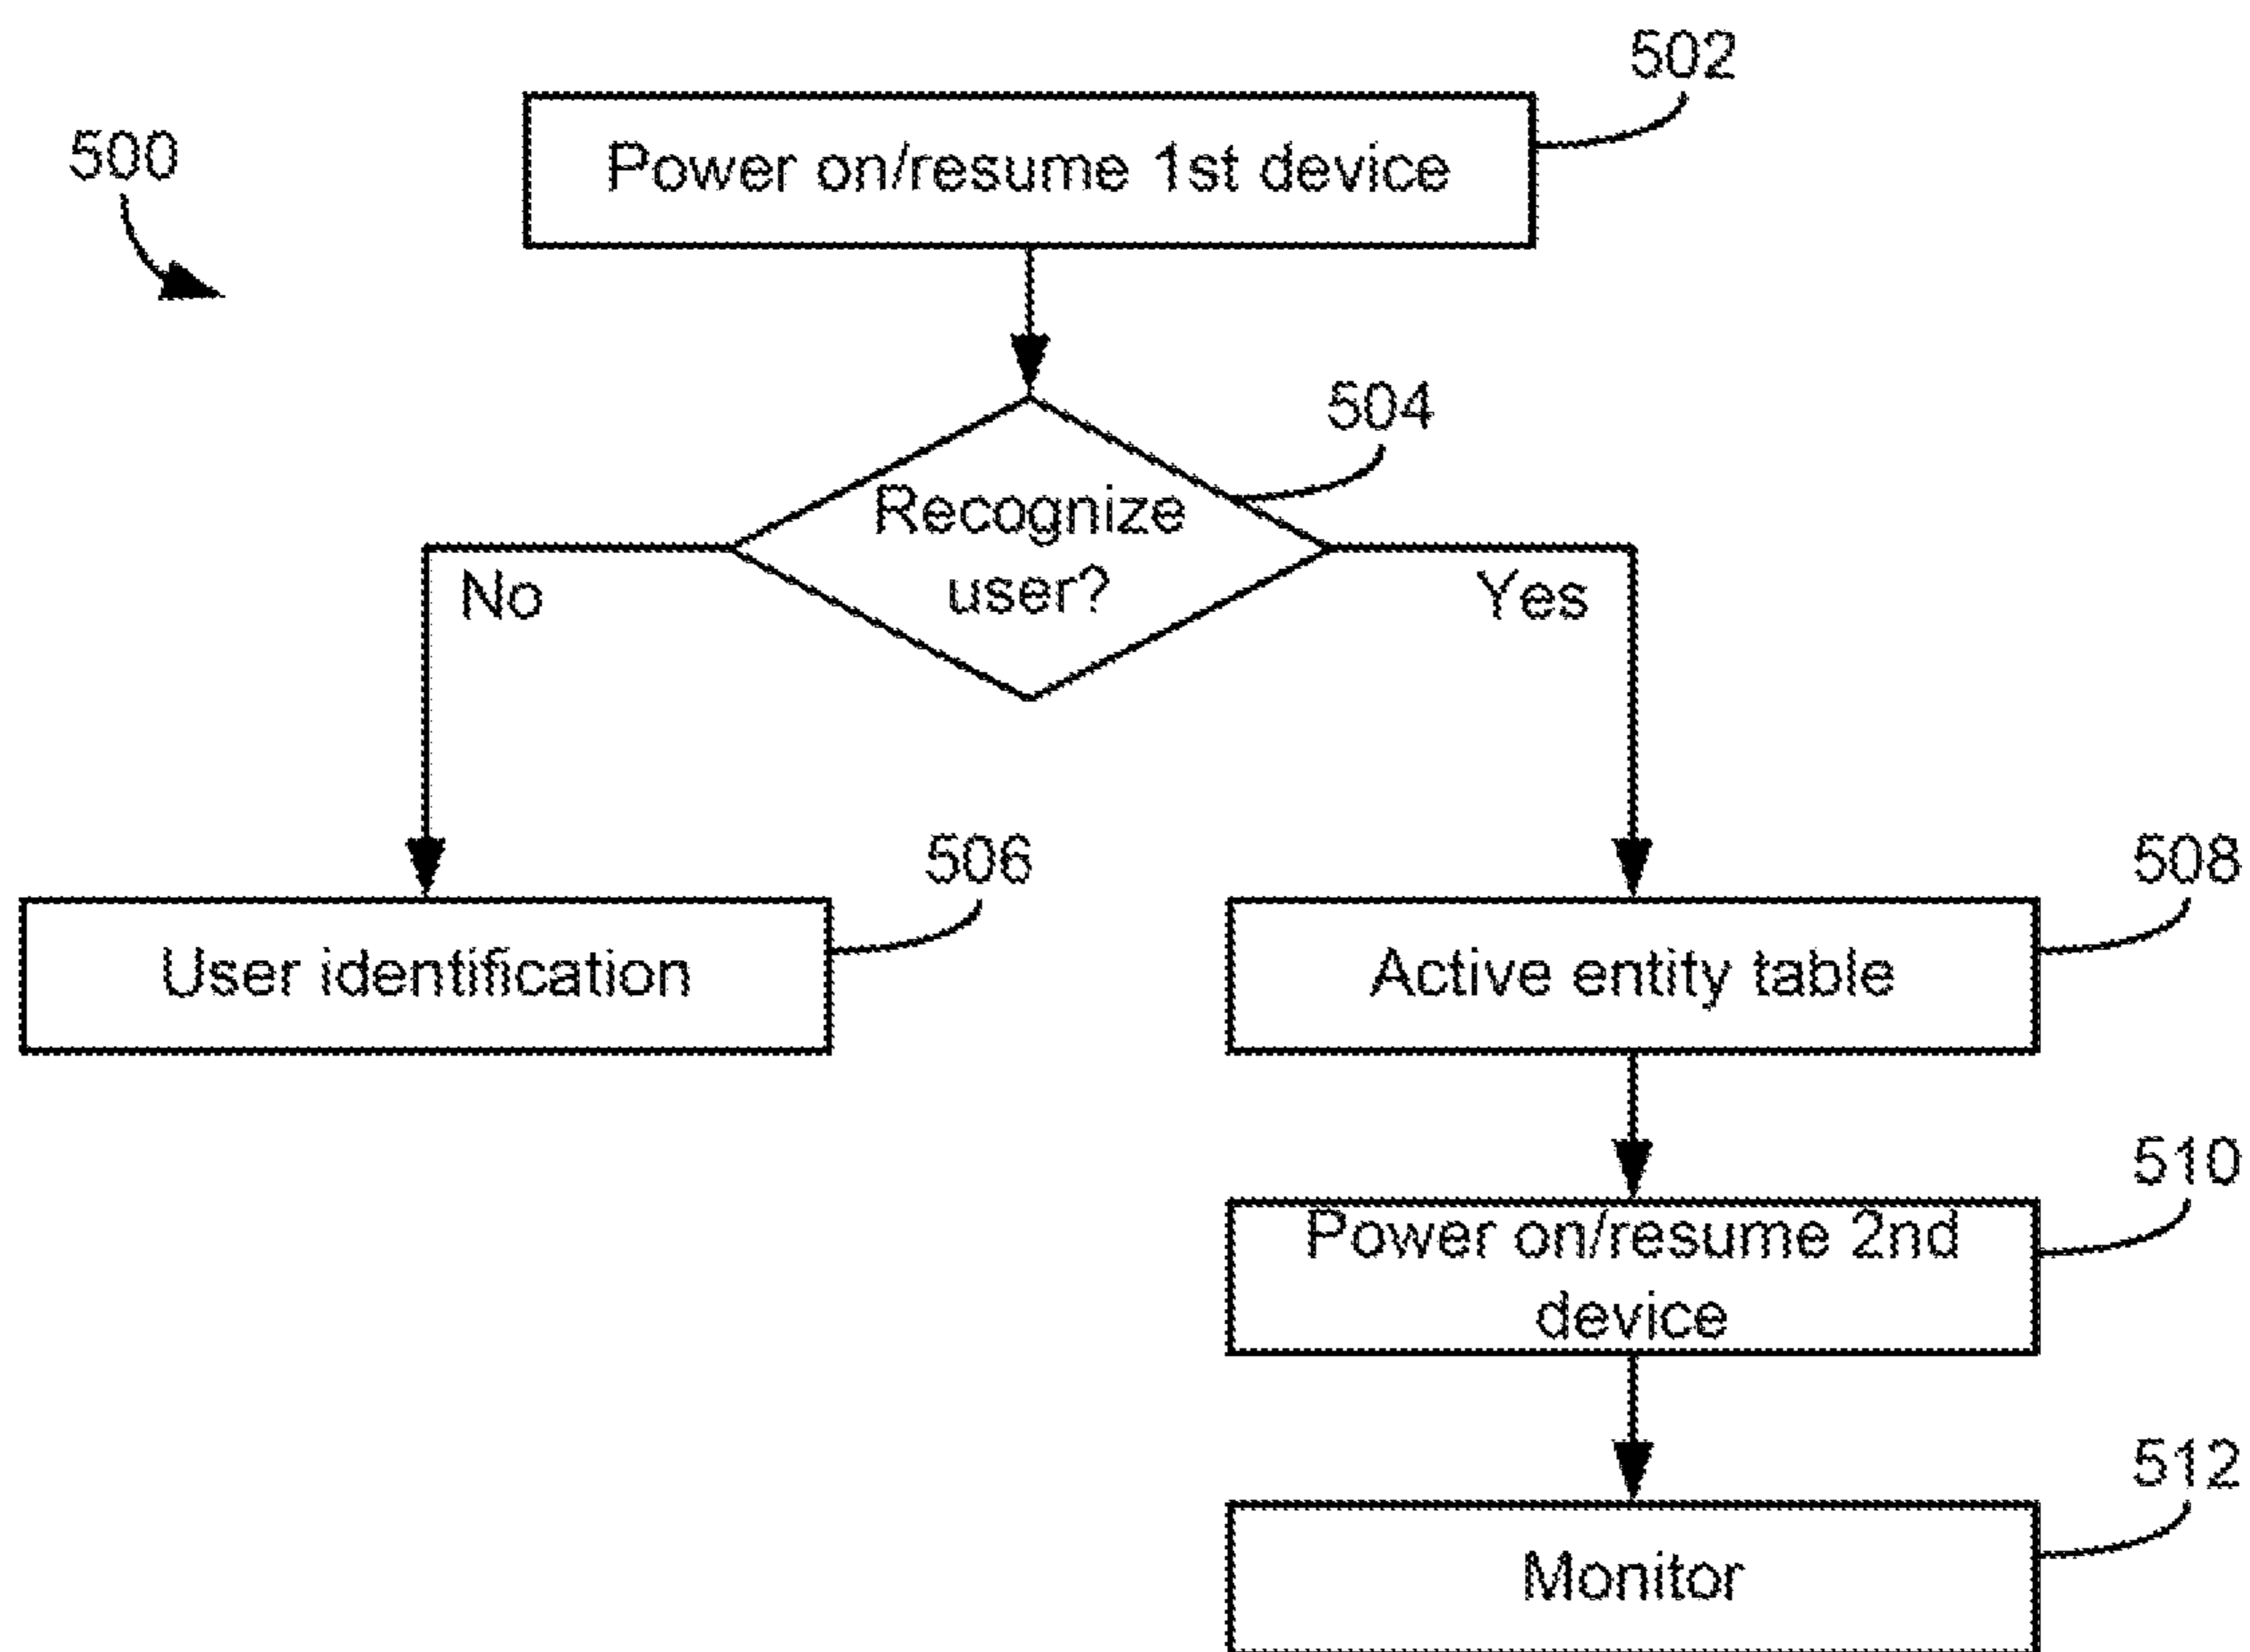 502
500
Power on/resume 1st device
504
Recognize
user?
No
Yes
506
508
User identification
Active entity table
510
Power on/resume 2nd
device
512
Monitor